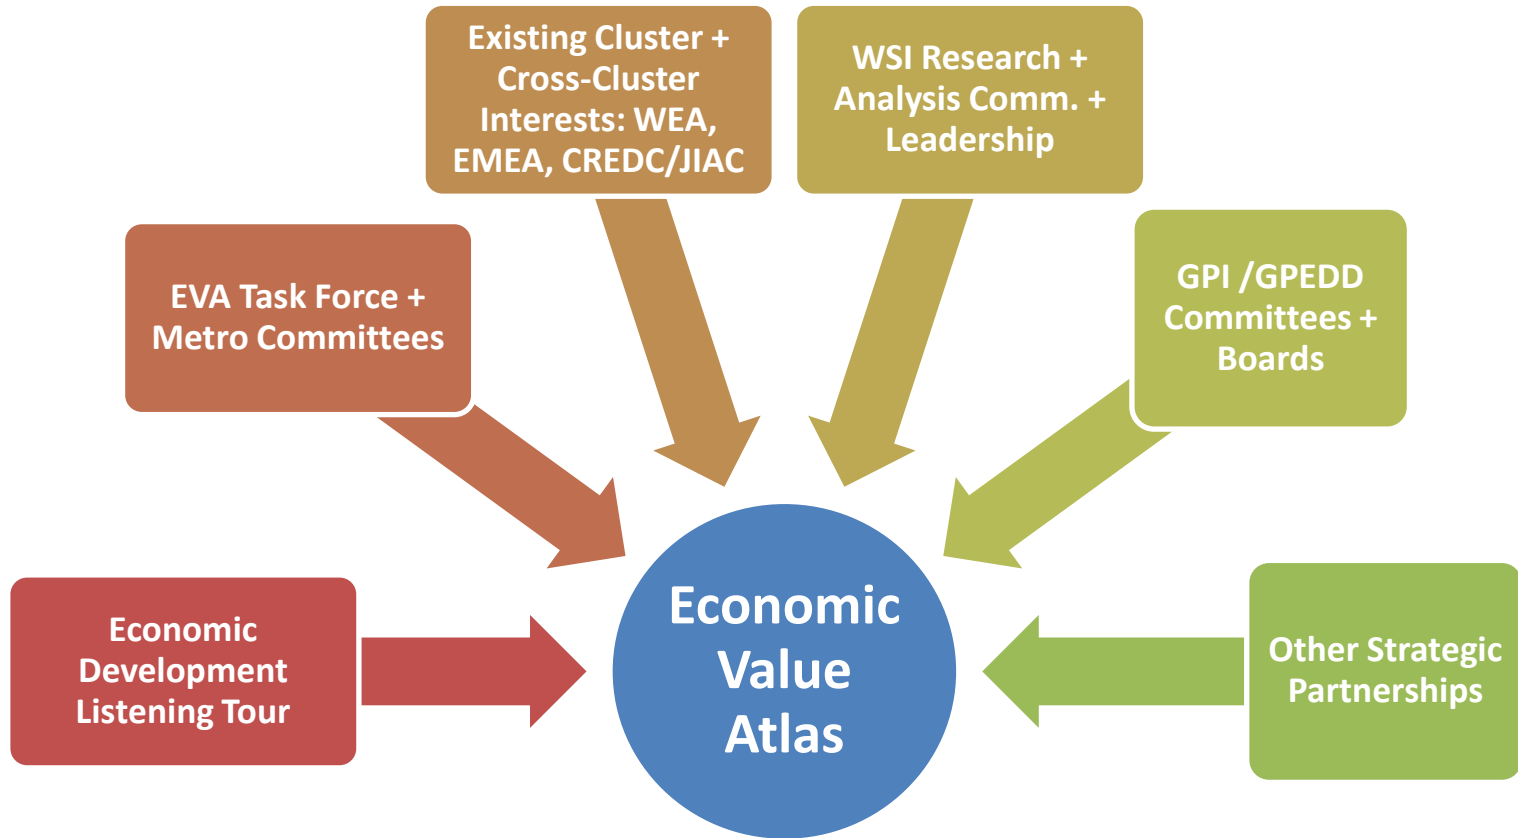 Existing Cluster +
Cross-Cluster
Interests: WEA,
EMEA, CREDC/JIAC
WSI Research +
Analysis Comm. +
Leadership
EVA Task Force +
Metro Committees
GPI /GPEDD
Committees +
Boards
Economic
Development
Listening Tour
Economic
Value
Atlas
Other Strategic
Partnerships